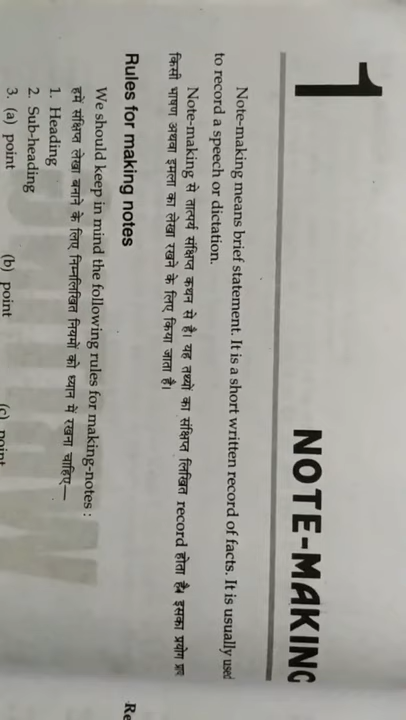 1
NOTE-MAKING
Note-making means brief statement. It is a short written record of facts. It is usually used
to record a speech or dictation.
Note-making से तात्पर्य संक्षिप्त कथन से है। यह तथ्यों का संक्षिप्त लिखित record होता है। इसका प्रयोग
किसी भाषण अथवा इमला का लेखा रखने के लिए किया जाता है।
Rules for making notes
We should keep in mind the following rules for making-notes :
हमें संक्षिप्त लेखा बनाने के लिए निम्नलिखित नियमों को ध्यान में रखना चाहिए—
1. Heading
2. Sub-heading
3. (a) point (b) point (c) point
Re